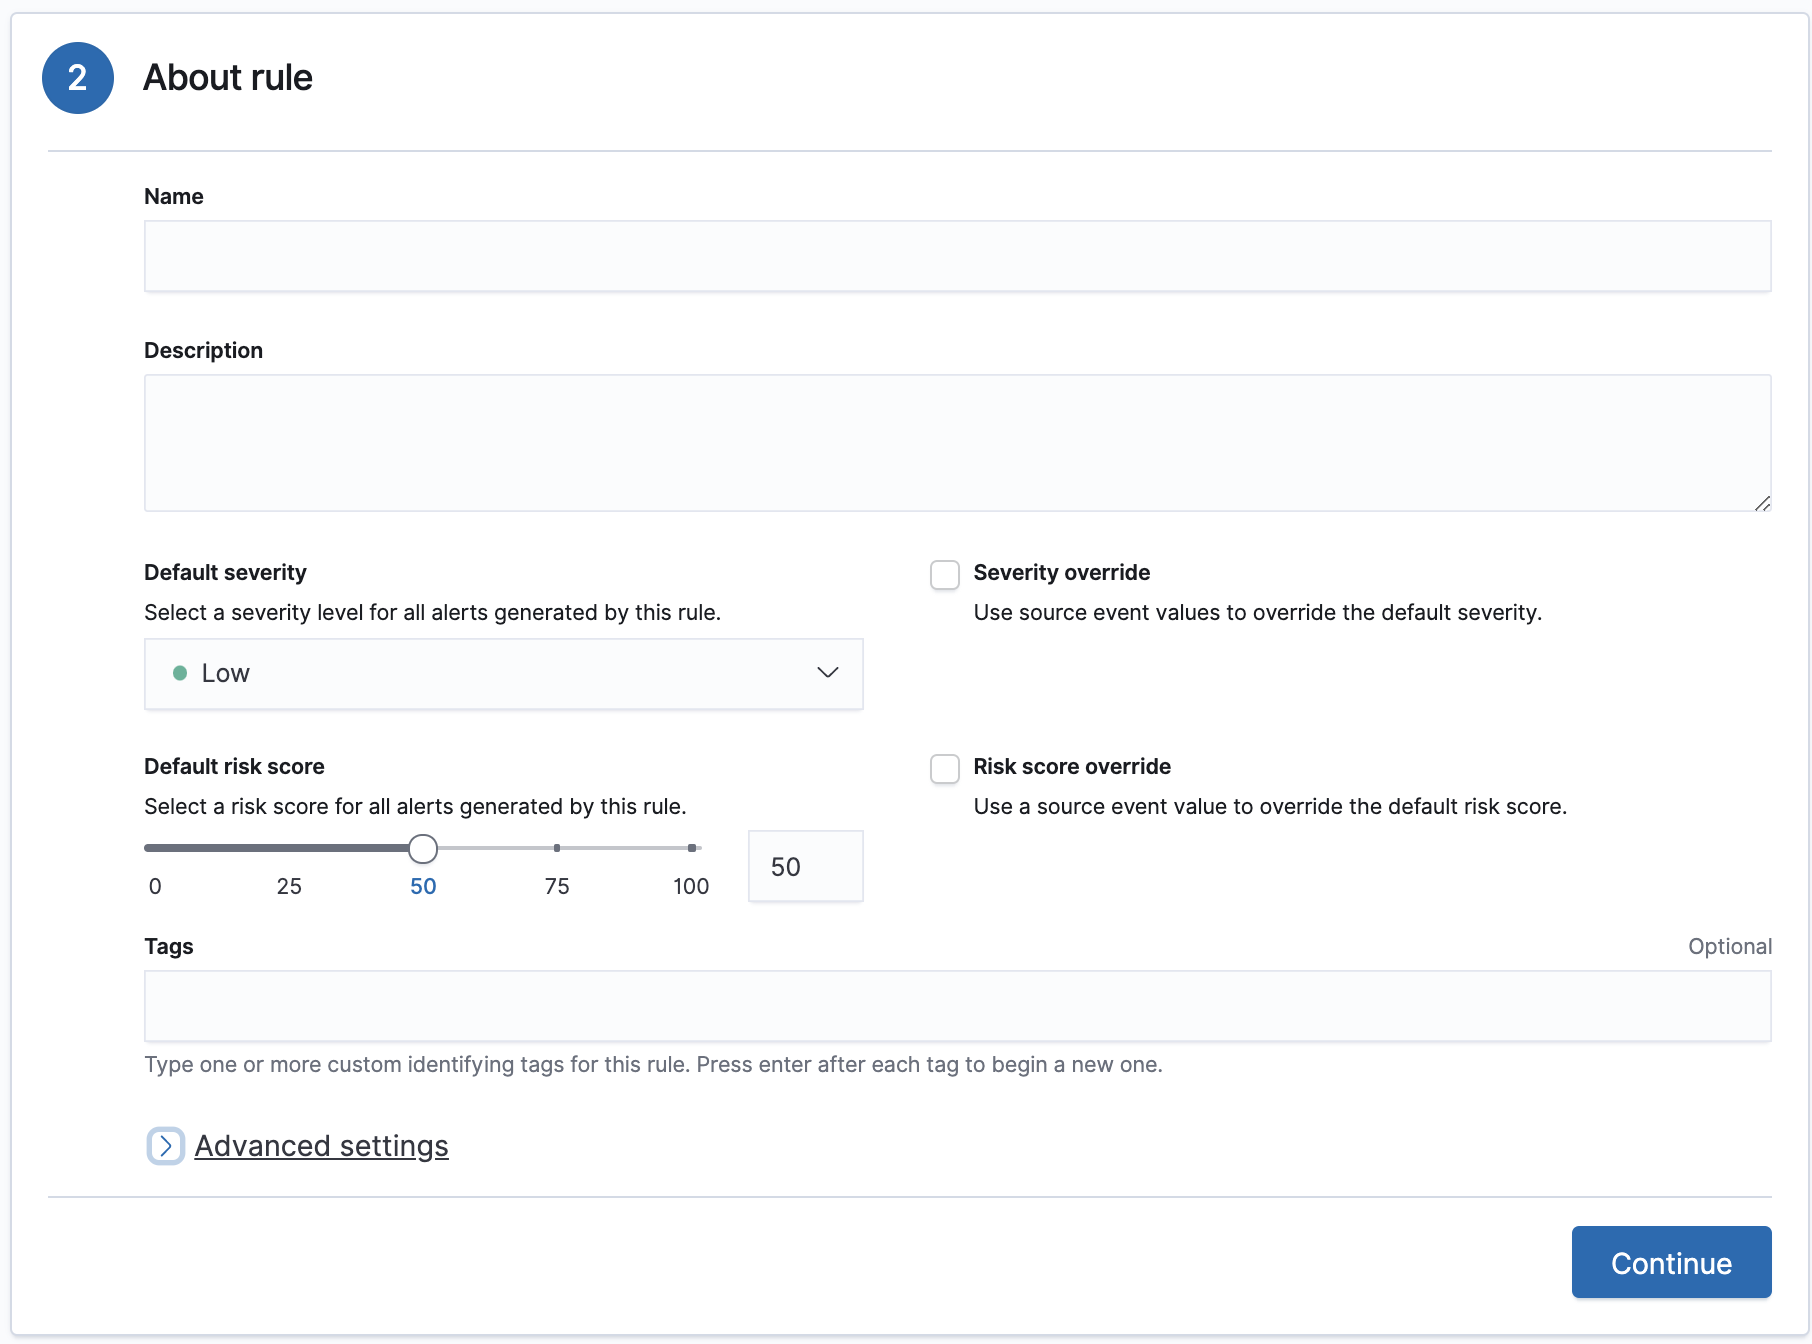 2
About rule
Name
Description
Default severity
Select a severity level for all alerts generated by this rule.
Low
Severity override
Use source event values to override the default severity.
Default risk score
Select a risk score for all alerts generated by this rule.
0 25 50 75 100
50
Risk score override
Use a source event value to override the default risk score.
Tags
Optional
Type one or more custom identifying tags for this rule. Press enter after each tag to begin a new one.
Advanced settings
Continue